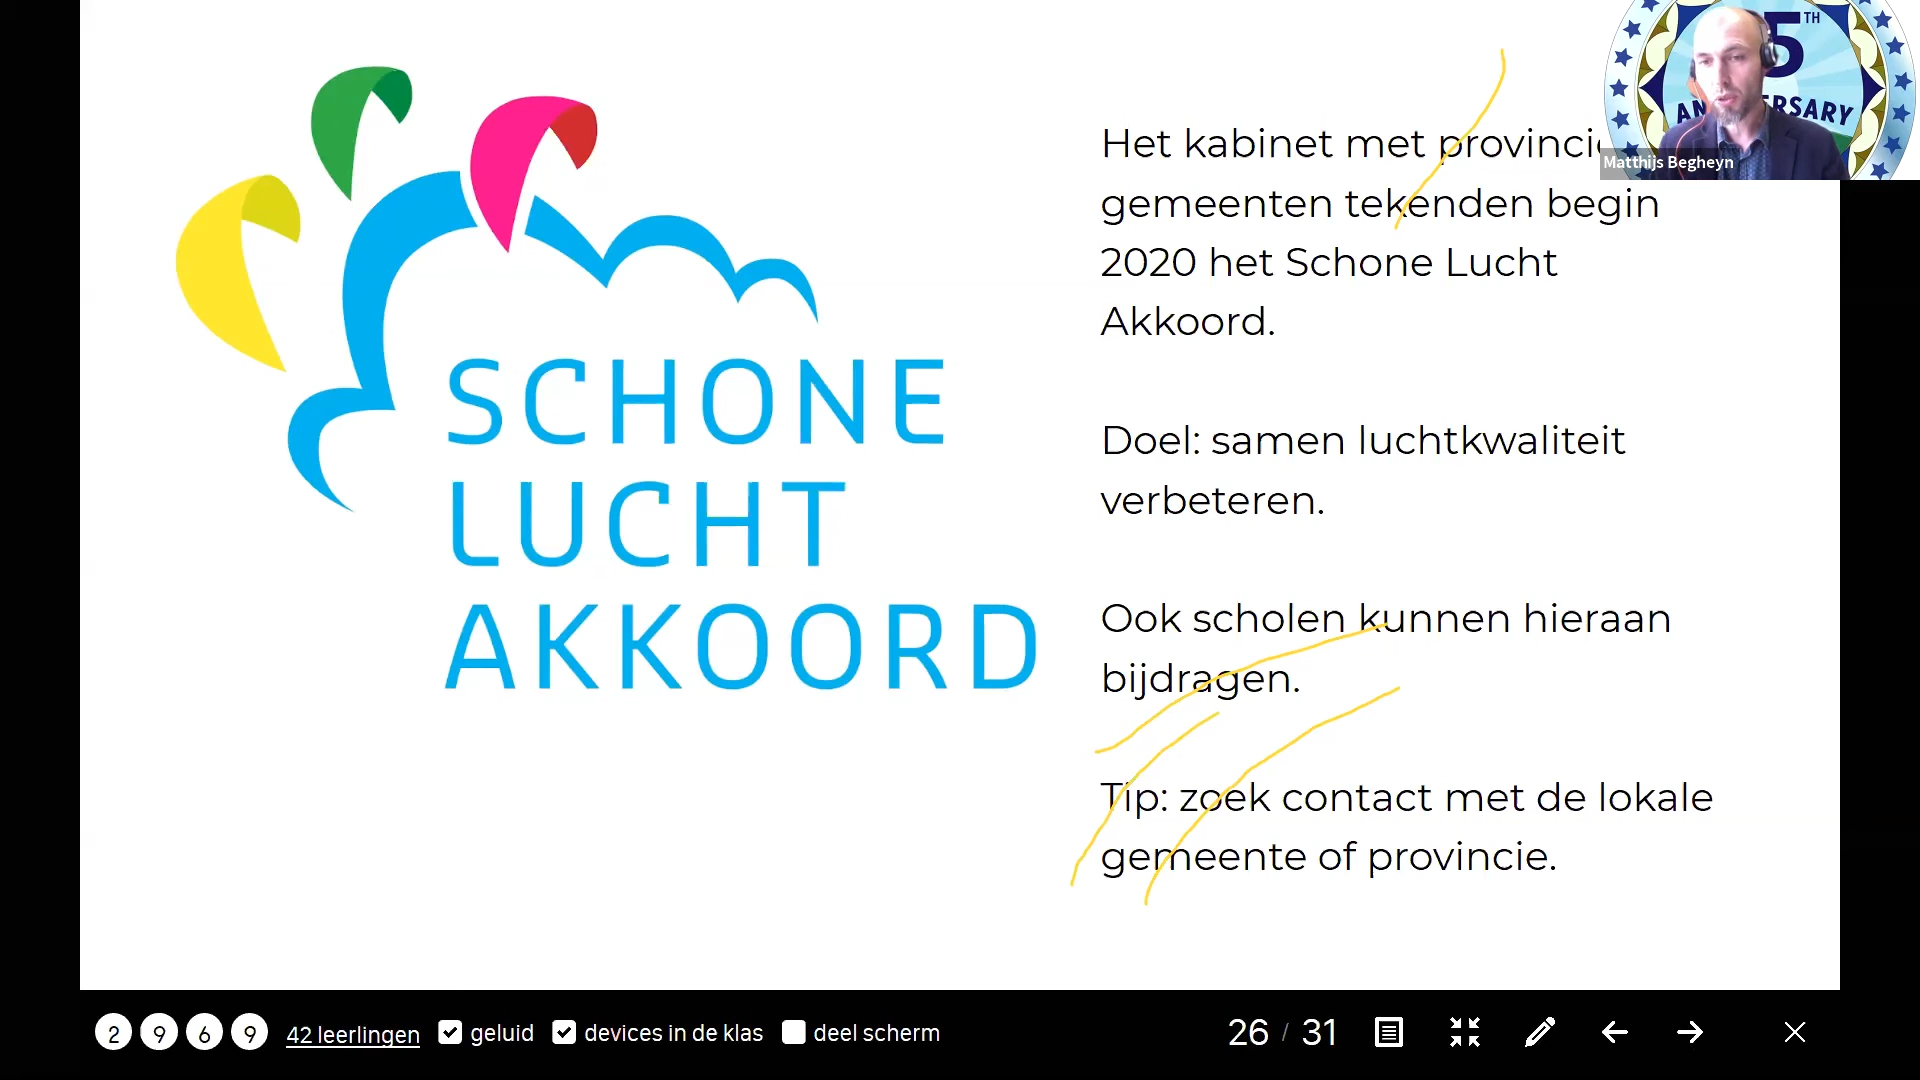 SCHONE
LUCHT
AKKOORD
Het kabinet met provinci
gemeenten tekenden begin
2020 het Schone Lucht
Akkoord.
Doel: samen luchtkwaliteit
verbeteren.
Ook scholen kunnen hieraan
bijdragen.
Tip: zoek contact met de lokale
gemeente of provincie.
5TH
Matthijs Begheyn
2 9 6 9 42 leerlingen geluid devices in de klas deel scherm 26 / 31